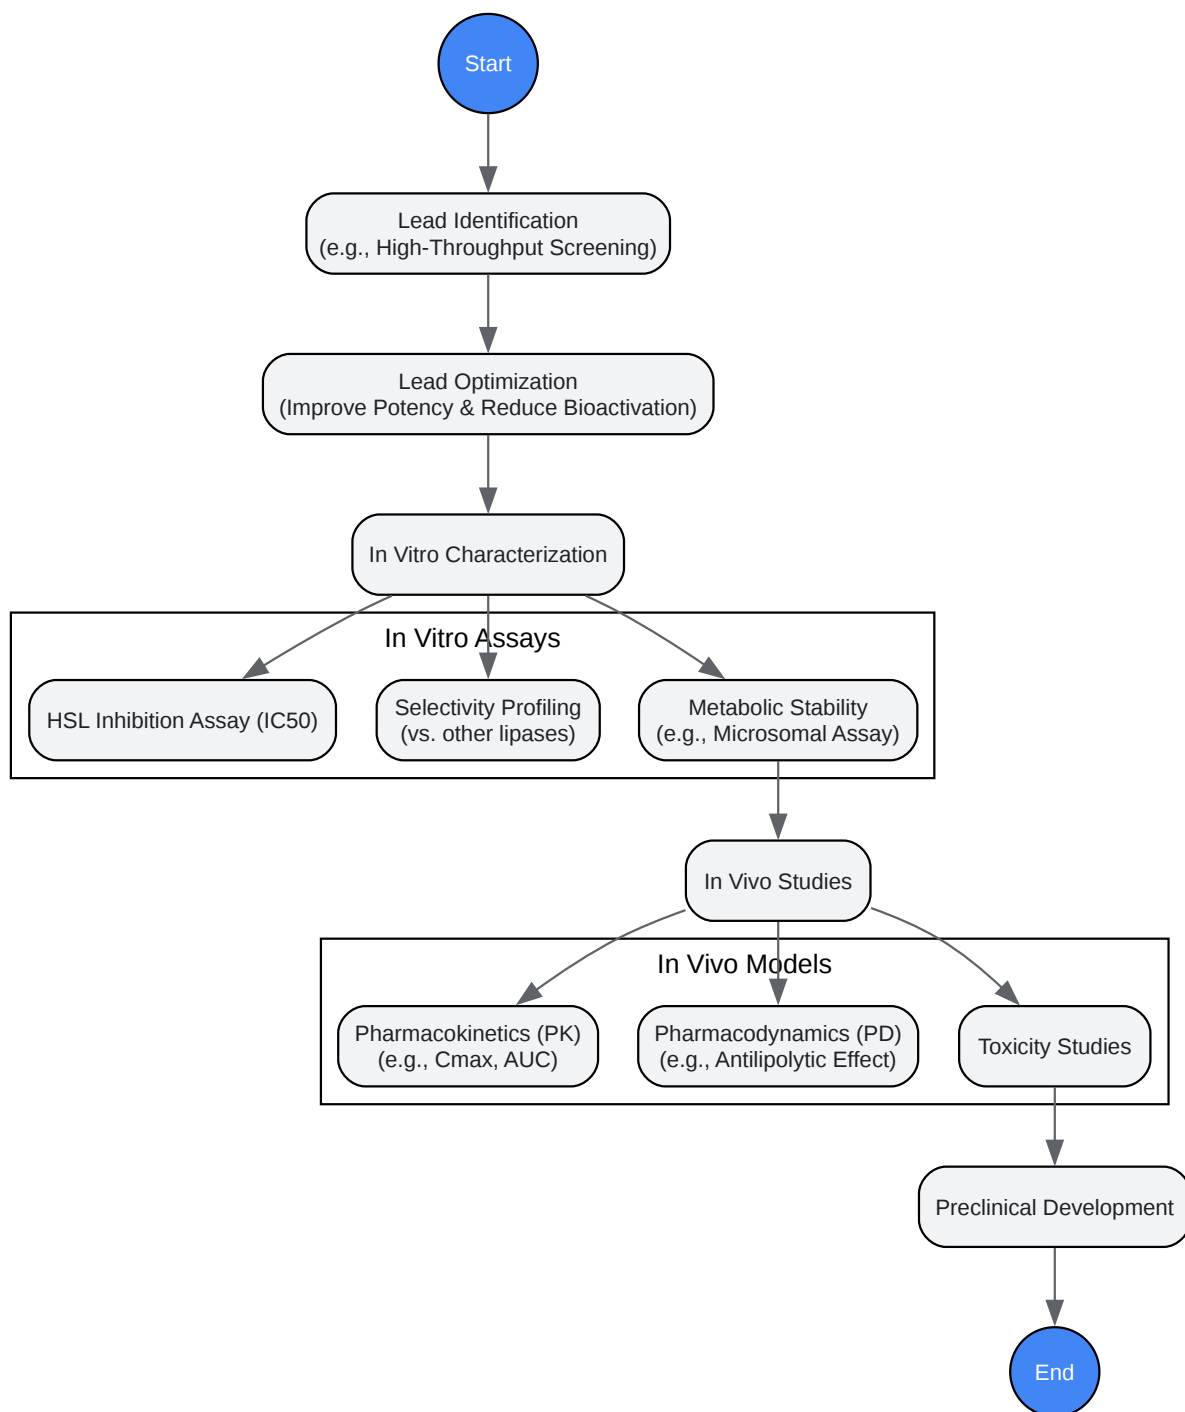 Start
Lead Identification
(e.g., High-Throughput Screening)
Lead Optimization
(Improve Potency & Reduce Bioactivation)
In Vitro Characterization
In Vitro Assays
HSL Inhibition Assay (IC50)
Selectivity Profiling
(vs. other lipases)
Metabolic Stability
(e.g., Microsomal Assay)
In Vivo Studies
In Vivo Models
Pharmacokinetics (PK)
(e.g., Cmax, AUC)
Pharmacodynamics (PD)
(e.g., Antilipolytic Effect)
Toxicity Studies
Preclinical Development
End